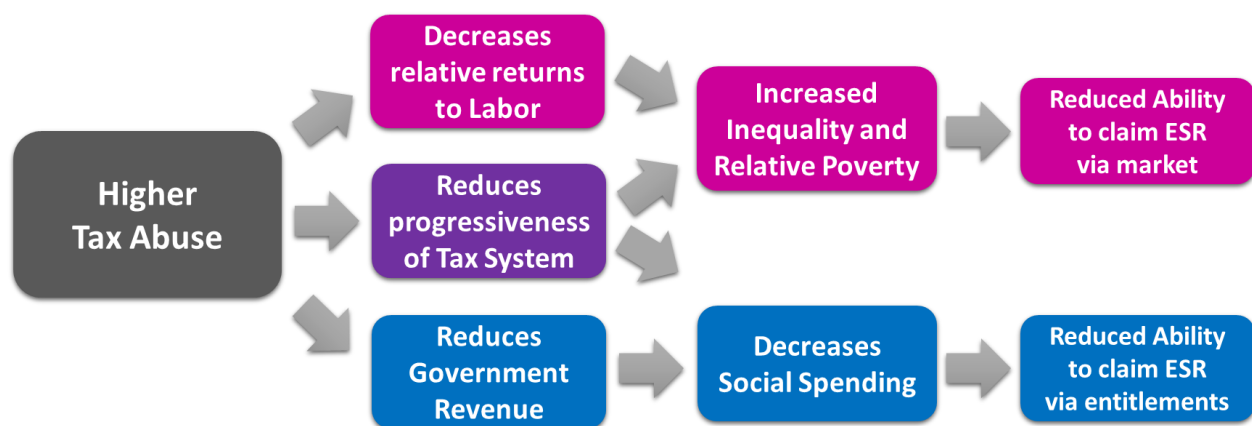 Higher
Tax Abuse
Decreases
relative returns
to Labor
Reduces
progressiveness
of Tax System
Reduces
Government
Revenue
Increased
Inequality and
Relative Poverty
Decreases
Social Spending
Reduced Ability
to claim ESR
via market
Reduced Ability
to claim ESR
via entitlements